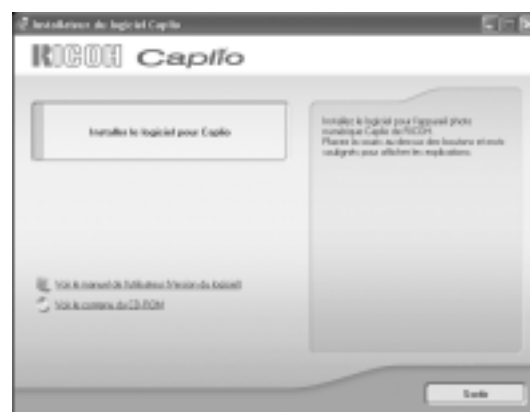 Installateur du logiciel Caplio
RICOH Caplio
Installer le logiciel pour Caplio
Installez le logiciel pour l'appareil photo
numérique Caplio de RICOH.
Placez la souris au-dessus des boutons et mots
soulignés pour afficher les explications.
Voir le manuel de l'utilisateur (Version du logiciel)
Voir le contenu du CD-ROM
Sortie